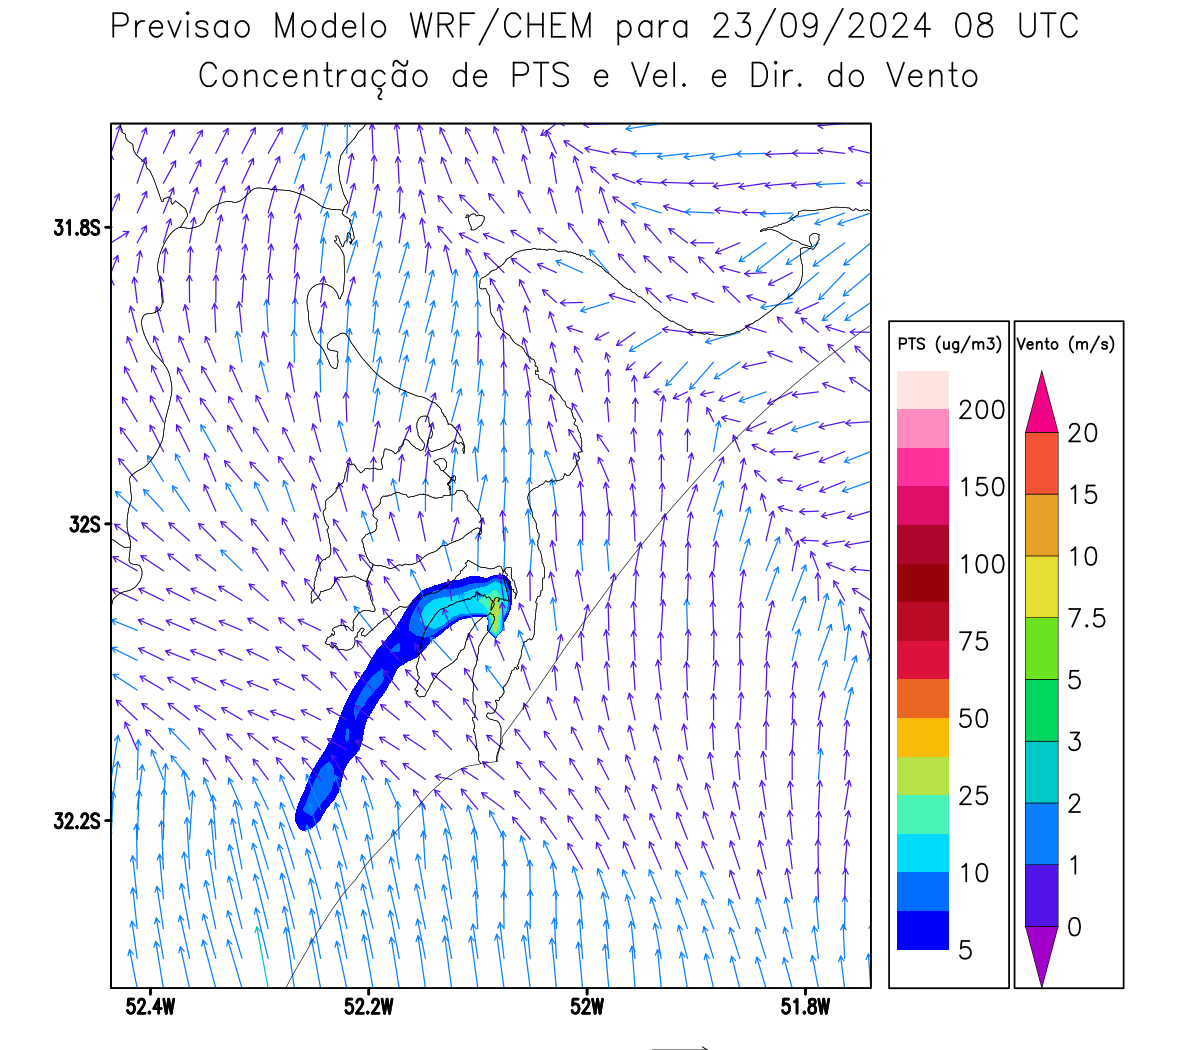 Previsao Modelo WRF/CHEM para 23/09/2024 08 UTC
Concentração de PTS e Vel. e Dir. do Vento
31.8S
32S
32.2S
52.4W
52.2W
52W
51.8W
PTS (ug/m3)
200
150
100
75
50
25
10
5
Vento (m/s)
20
15
10
7.5
5
3
2
1
0